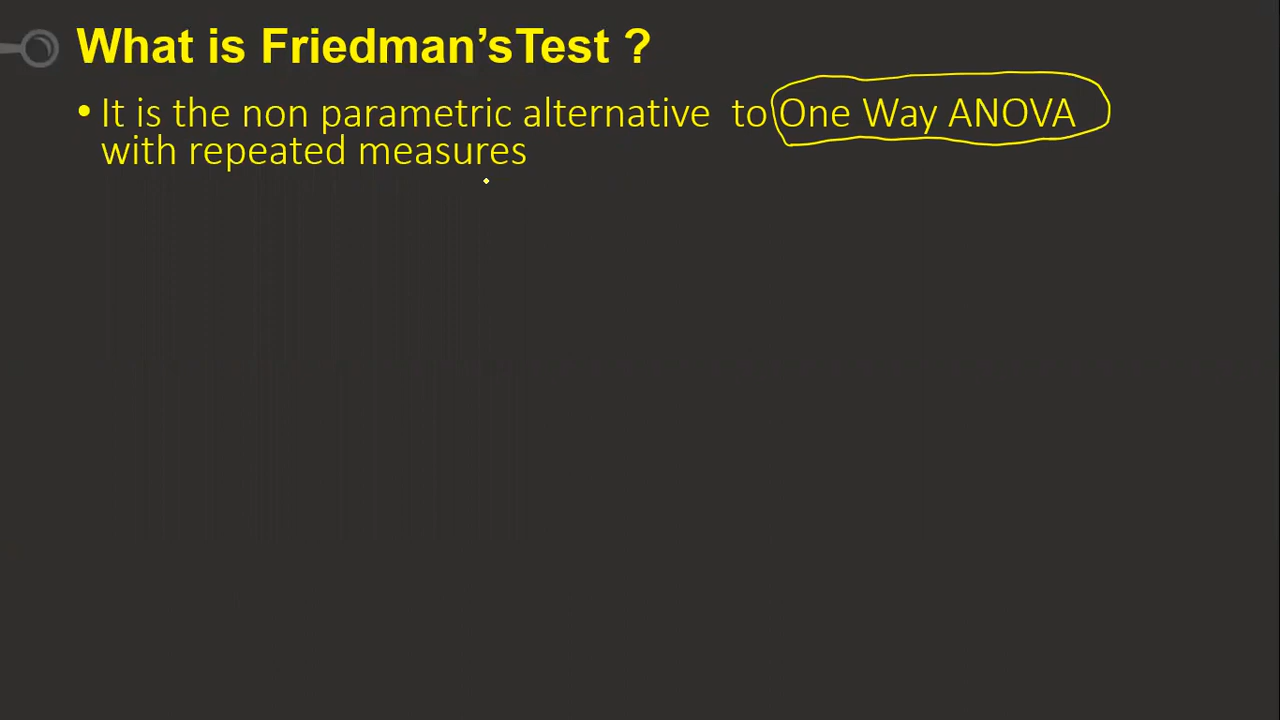 What is Friedman'sTest ?
• It is the non parametric alternative  to One Way ANOVA
with repeated measures